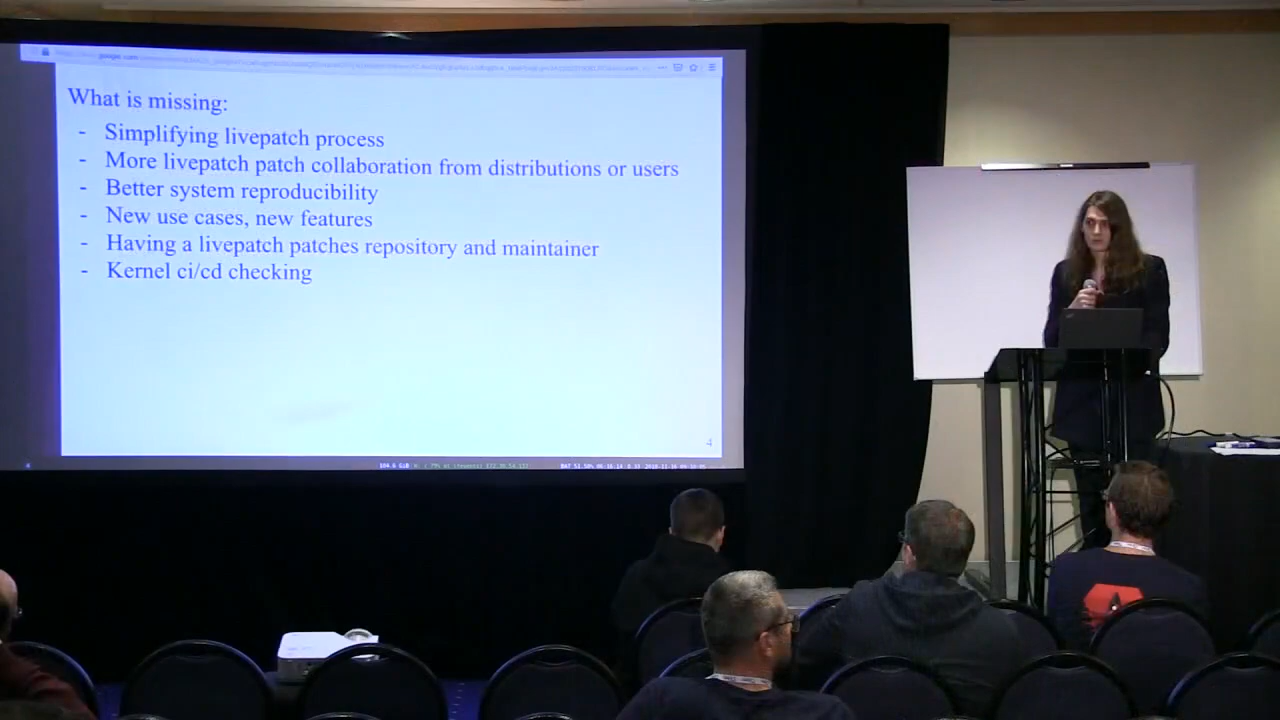 What is missing:
- Simplifying livepatch process
- More livepatch patch collaboration from distributions or users
- Better system reproducibility
- New use cases, new features
- Having a livepatch patches repository and maintainer
- Kernel ci/cd checking
4